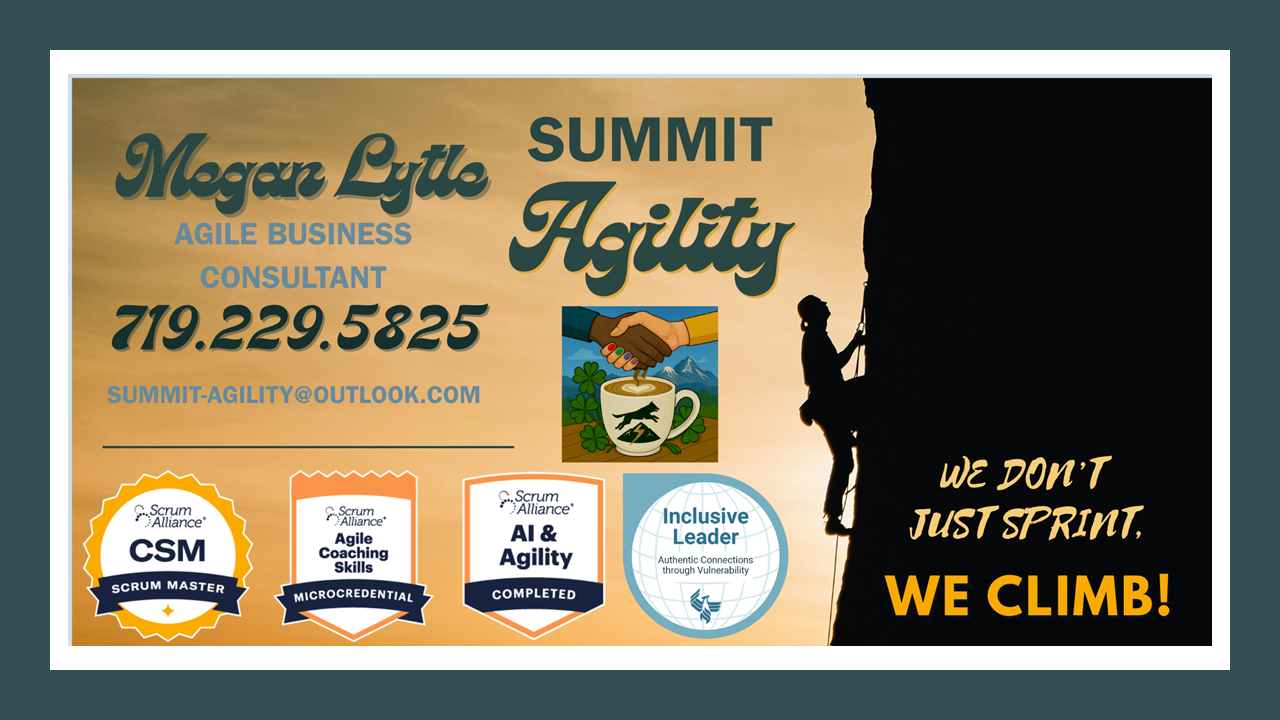 Megan Lytle
AGILE BUSINESS
CONSULTANT
719.229.5825
SUMMIT-AGILITY@OUTLOOK.COM
SUMMIT
Agility
Scrum
Alliance®
CSM
SCRUM MASTER
Scrum
Alliance®
Agile
Coaching
Skills
MICROCREDENTIAL
Scrum
Alliance®
AI &
Agility
COMPLETED
Inclusive
Leader
Authentic Connections
through Vulnerability
WE DON'T
JUST SPRINT,
WE CLIMB!